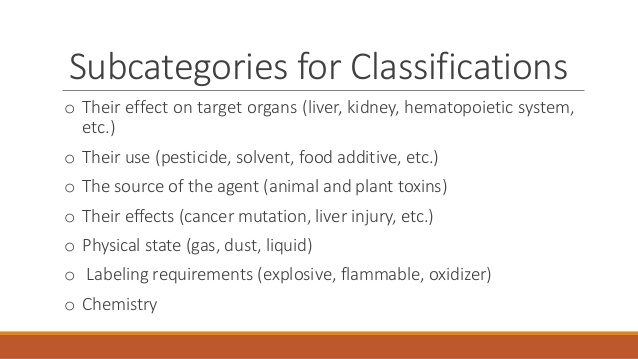 Subcategories for Classifications
o Their effect on target organs (liver, kidney, hematopoietic system,
etc.)
o Their use (pesticide, solvent, food additive, etc.)
o The source of the agent (animal and plant toxins)
o Their effects (cancer mutation, liver injury, etc.)
o Physical state (gas, dust, liquid)
o Labeling requirements (explosive, flammable, oxidizer)
o Chemistry